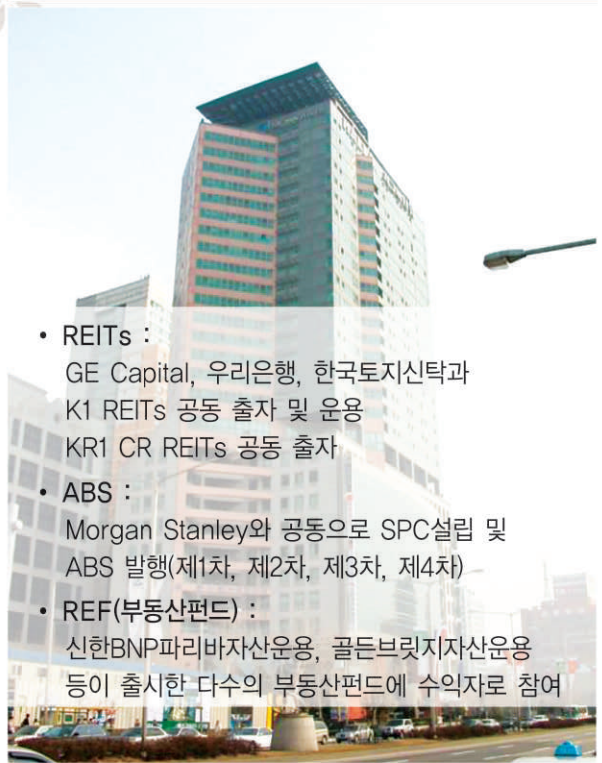 • REITs :
GE Capital, 우리은행, 한국토지신탁과
K1 REITs 공동 출자 및 운용
KR1 CR REITs 공동 출자
• ABS :
Morgan Stanley와 공동으로 SPC설립 및
ABS 발행(제1차, 제2차, 제3차, 제4차)
• REF(부동산펀드) :
신한BNP파리바자산운용, 골든브릿지자산운용
등이 출시한 다수의 부동산펀드에 수익자로 참여